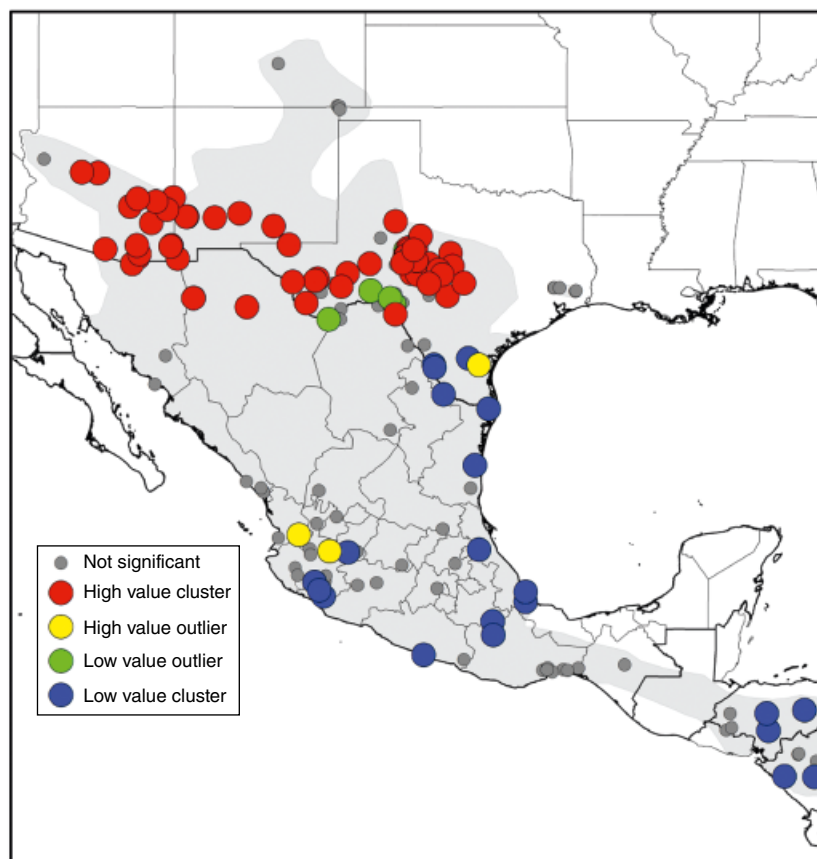 Not significant
High value cluster
High value outlier
Low value outlier
Low value cluster